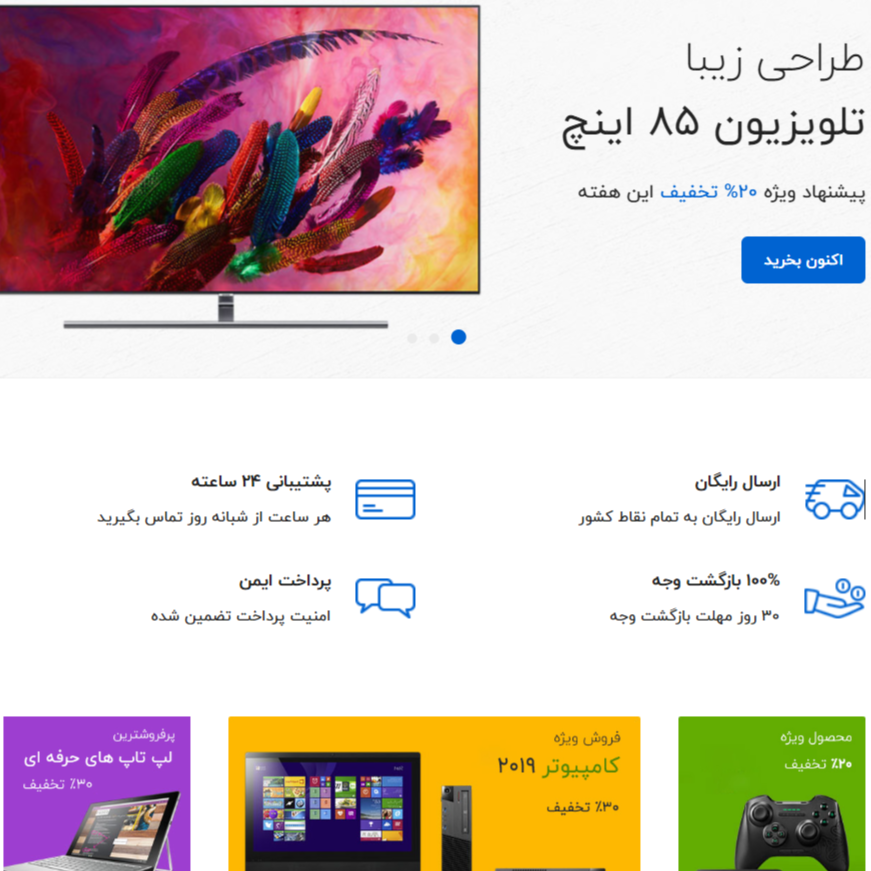 طراحی زیبا
تلویزیون ۸۵ اینچ
پیشنهاد ویژه ۲۰% تخفیف این هفته
اکنون بخرید
ارسال رایگان
ارسال رایگان به تمام نقاط کشور
پشتیبانی ۲۴ ساعته
هر ساعت از شبانه روز تماس بگیرید
۱۰۰% بازگشت وجه
۳۰ روز مهلت بازگشت وجه
پرداخت ایمن
امنیت پرداخت تضمین شده
محصول ویژه
۲۰٪ تخفیف
فروش ویژه
کامپیوتر ۲۰۱۹
۳۰٪ تخفیف
پرفروشترین
لپ تاپ های حرفه ای
۳۰٪ تخفیف